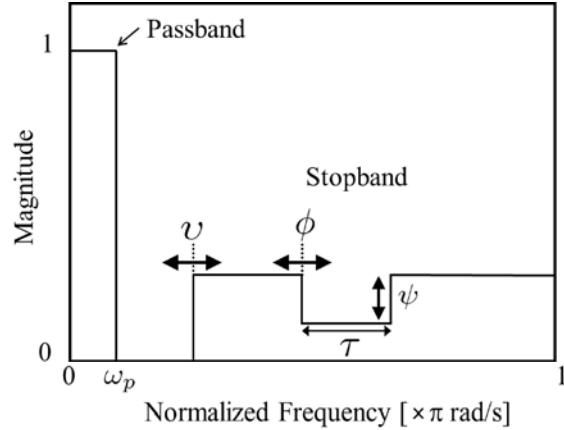 Passband
1
Magnitude
Stopband
υ
ϕ
ψ
τ
0
0
ω_p
1
Normalized Frequency [×π rad/s]